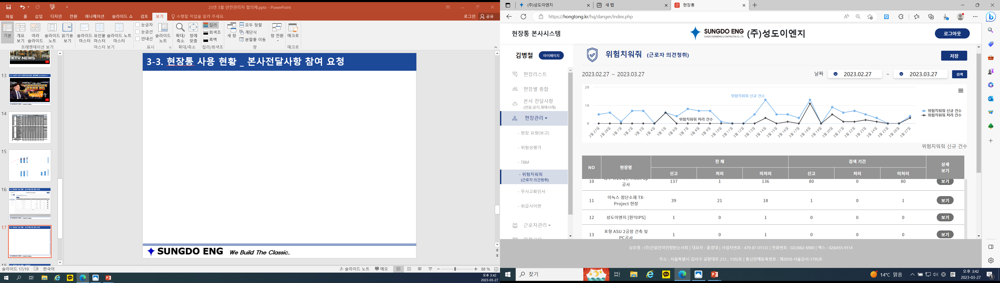 23년 3월 안전관리자 협의체.pptx - PowerPoint
파일 홈 삽입 디자인 전환 애니메이션 슬라이드 쇼 검토 보기 수행할 작업을 알려 주세요. 로그인 공유
기본
개요 보기
여러 슬라이드
슬라이드 노트
읽기용 보기
프레젠테이션 보기
슬라이드 마스터
유인물 마스터
슬라이드 노트 마스터
마스터 보기
눈금자
눈금선
안내선
슬라이드 노트
표시
확대/축소
창에 맞춤
확대/축소
컬러
회색조
흑백
컬러/회색조
새 창
모두 정렬
계단식
분할줄 이동
창 전환
창
매크로
매크로
KTV NEWS
13
14
15
16
17
3-3. 현장통 사용 현황 _ 본사전달사항 참여 요청
SUNGDO ENG We Build The Classic..
슬라이드 17/19 한국어
슬라이드 노트 메모 88 %
오후 3:42
2023-03-27
(주)성도이엔지
새 탭
현장통
https://hongtong.kr/hq/danger/index.php
현장통 본사시스템
SUNGDO ENG (주)성도이엔지
SUNGDO ENGINEERING & CONSTRUCTION CO., LTD.
로그아웃
김병철 마이페이지
현장리스트
현장별 종합
본사 전달사항
(전달,공지,재해사례)
현장관리
- 현장 요청(보고)
- 위험성평가
- TBM
- 위험치워줘
(근로자 의견청취)
- 무사고확인서
- 위급사이렌
근로자관리
위험치워줘 (근로자 의견청취)
저장
2023.02.27 ~ 2023.03.27
날짜 2023.02.27 ~ 2023.03.27 검색
20
10
0
위험치워줘 신규 건수
위험치워줘 처리 건수
위험치워줘 신규 건수
위험치워줘 처리 건수
2월 27일 2월 28일 3월 1일 3월 2일 3월 3일 3월 4일 3월 5일 3월 6일 3월 7일 3월 8일 3월 9일 3월 10일 3월 11일 3월 12일 3월 13일 3월 14일 3월 15일 3월 16일 3월 17일 3월 18일 3월 19일 3월 20일 3월 21일 3월 22일 3월 23일 3월 24일 3월 25일 3월 26일 3월 27일
위험치워줘 신규 건수
NO 현장명 전 체 검색 기간 상세 보기
신고 처리 미처리 신고 처리 미처리
10 공사 137 1 136 80 0 80 보기
11 이녹스 첨단소재 TX-Project 현장 39 21 18 1 0 1 보기
12 성도이엔지 [원익IPS] 1 0 1 0 0 0 보기
13 포항 ASU 2공장 건축 및 PC공사 1 0 1 0 0 0 보기
상호명 : (주)건설인이인정받는사회 | 대표자 : 홍영대 | 사업자번호 : 479-87-01133 | 전화번호 : 02)3662-6900 | 팩스 : 02)6455-9114
주소 : 서울특별시 강서구 공항대로 213 , 1102호 | 통신판매등록번호 : 제2018-서울강서-1795호
찾기
14°C 맑음
한
오후 3:42
2023-03-27